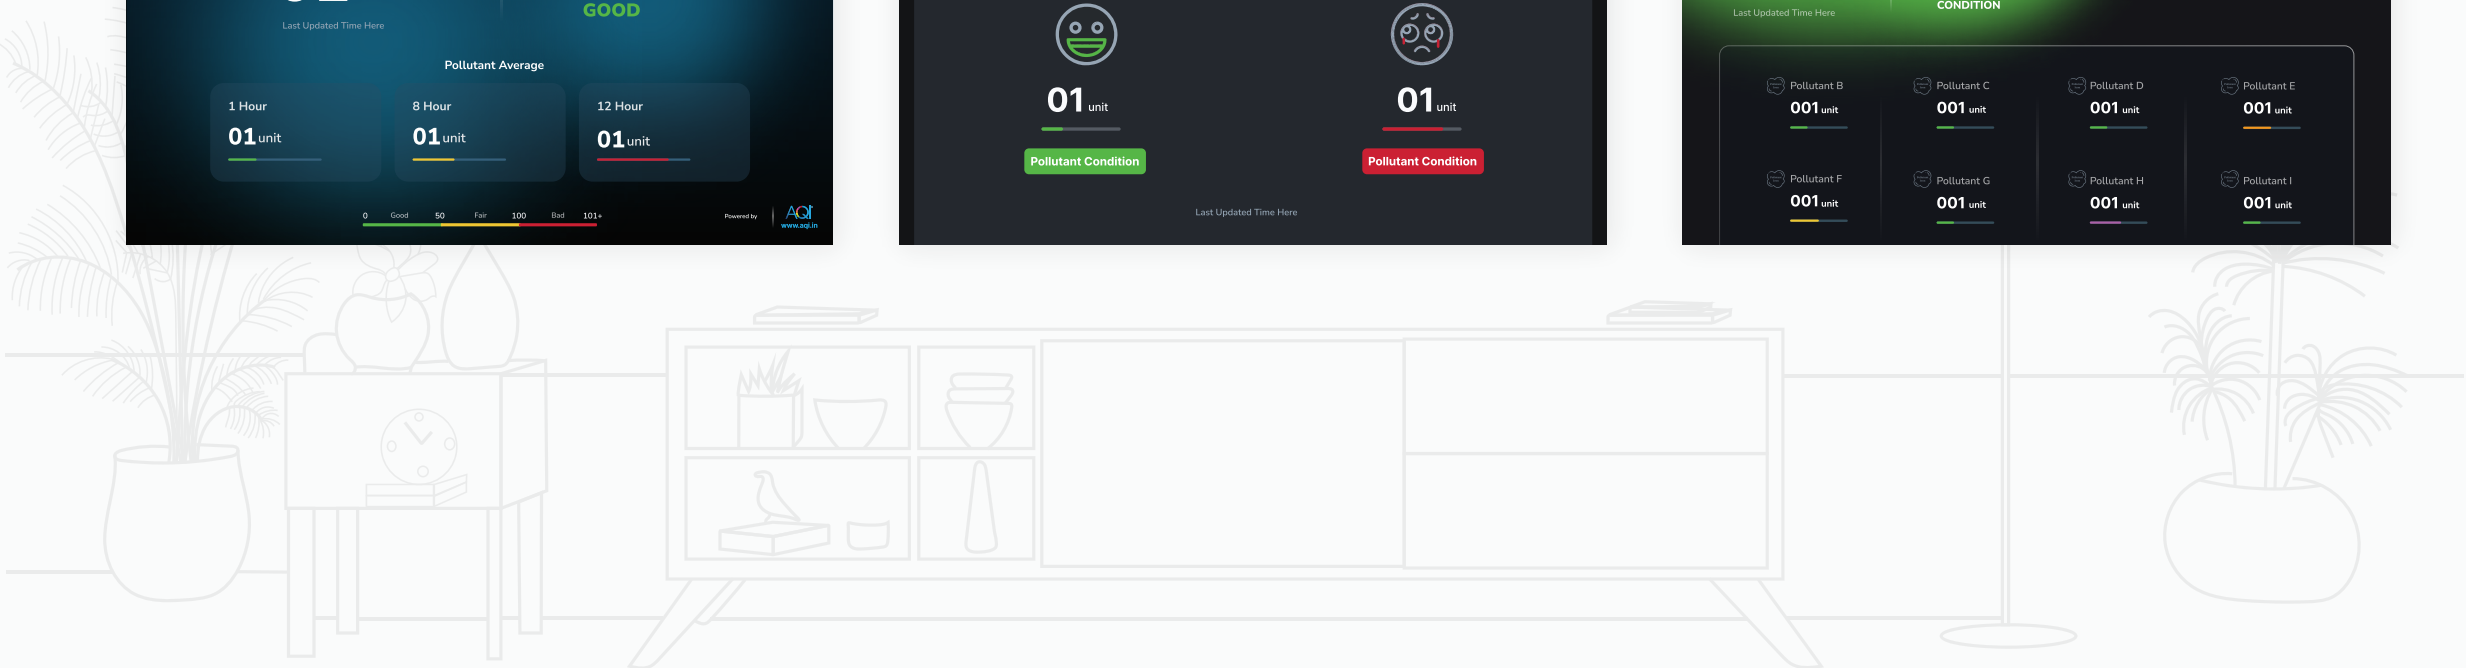 GOOD
Last Updated Time Here
Pollutant Average
1 Hour
01 unit
8 Hour
01 unit
12 Hour
01 unit
0 Good 50 Fair 100 Bad 101+
Powered by
AQI
www.aqi.in
01 unit
Pollutant Condition
01 unit
Pollutant Condition
Last Updated Time Here
CONDITION
Last Updated Time Here
Pollutant B
001 unit
Pollutant C
001 unit
Pollutant D
001 unit
Pollutant E
001 unit
Pollutant F
001 unit
Pollutant G
001 unit
Pollutant H
001 unit
Pollutant I
001 unit